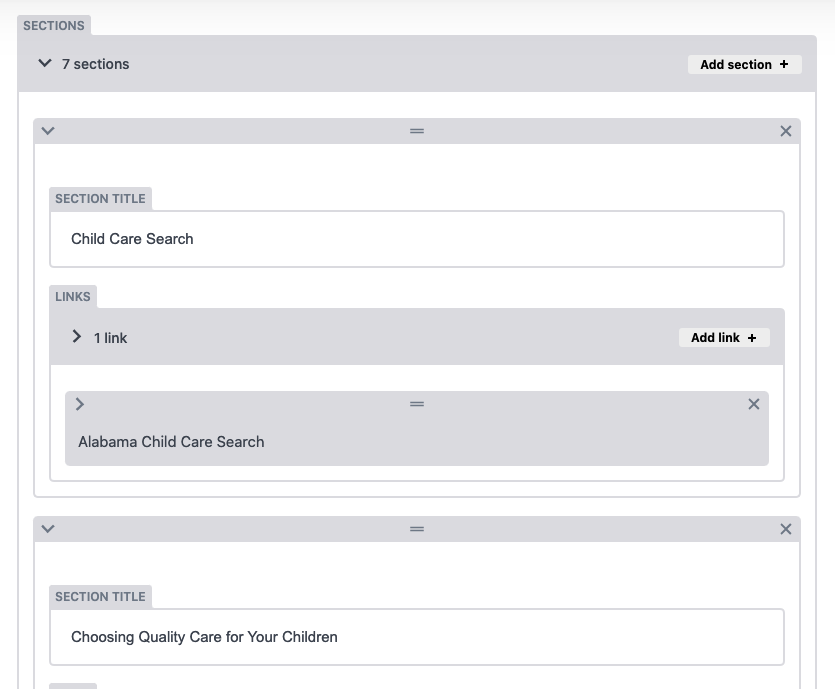 SECTIONS
7 sections
Add section +
SECTION TITLE
Child Care Search
LINKS
1 link
Add link +
Alabama Child Care Search
SECTION TITLE
Choosing Quality Care for Your Children